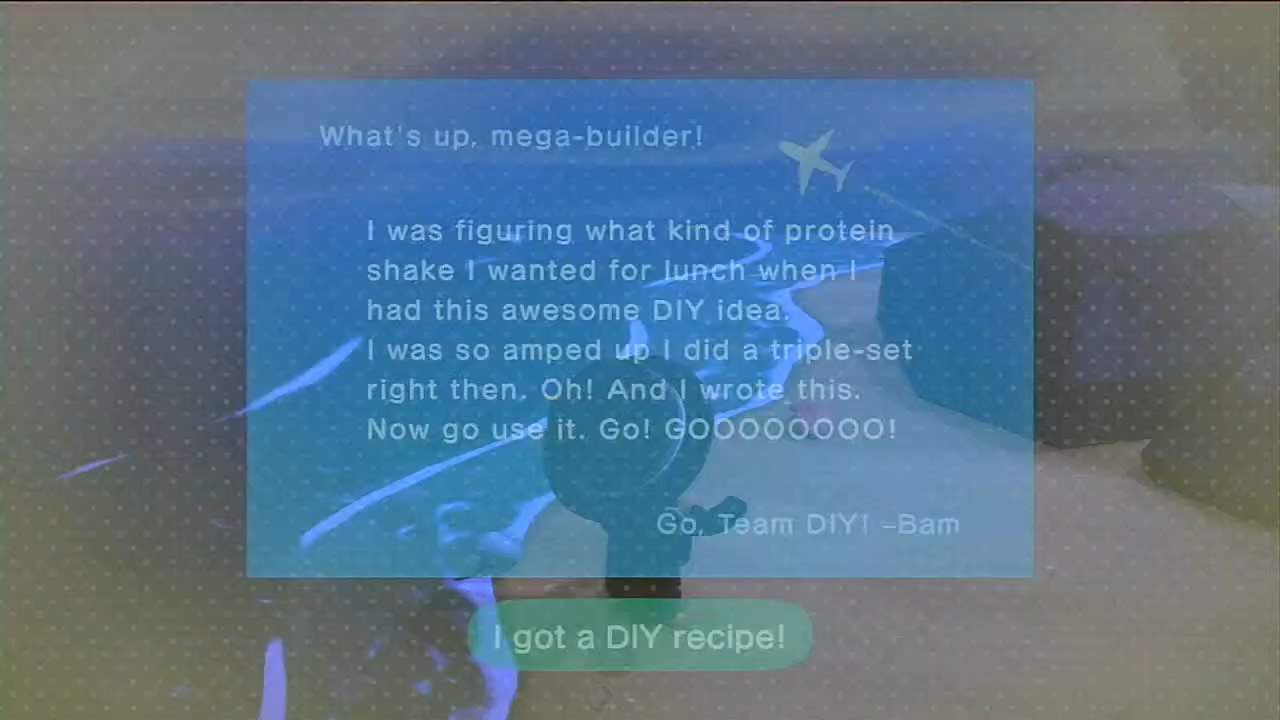 What's up, mega-builder!
I was figuring what kind of protein
shake I wanted for lunch when I
had this awesome DIY idea.
I was so amped up I did a triple-set
right then. Oh! And I wrote this.
Now go use it. Go! GOOOOOOOO!
Go, Team DIY! –Bam
I got a DIY recipe!